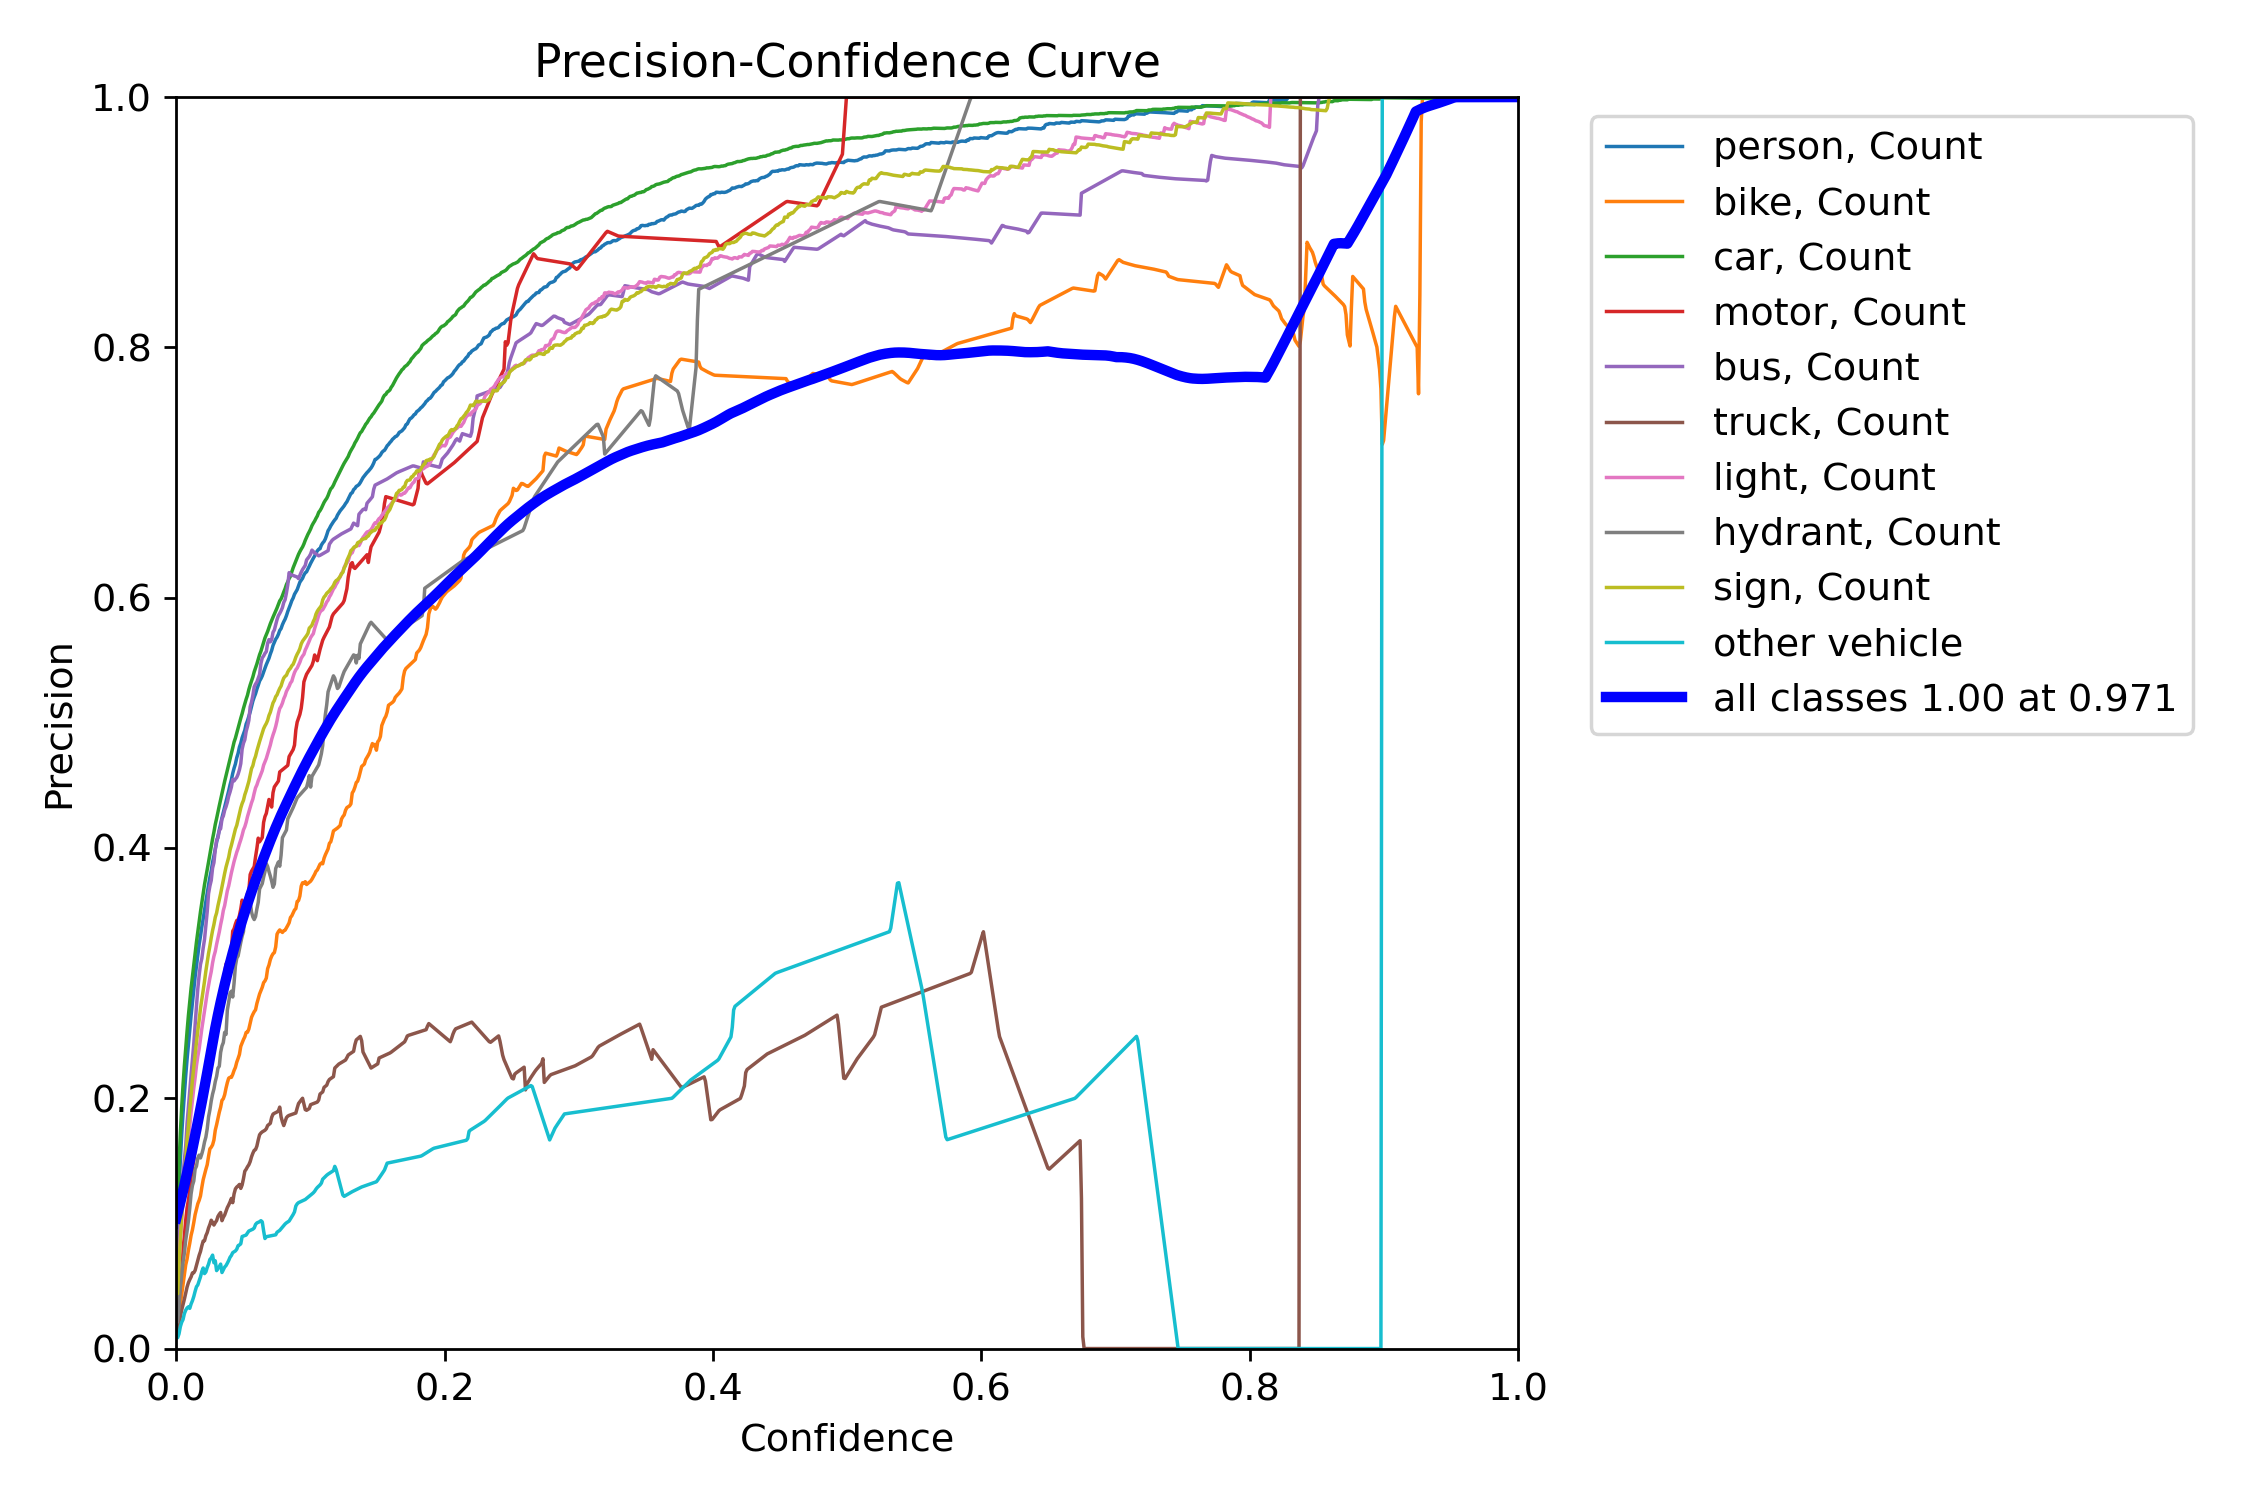 Precision-Confidence Curve
1.0
0.8
0.6
0.4
0.2
0.0
Precision
0.0 0.2 0.4 0.6 0.8 1.0
Confidence
person, Count
bike, Count
car, Count
motor, Count
bus, Count
truck, Count
light, Count
hydrant, Count
sign, Count
other vehicle
all classes 1.00 at 0.971